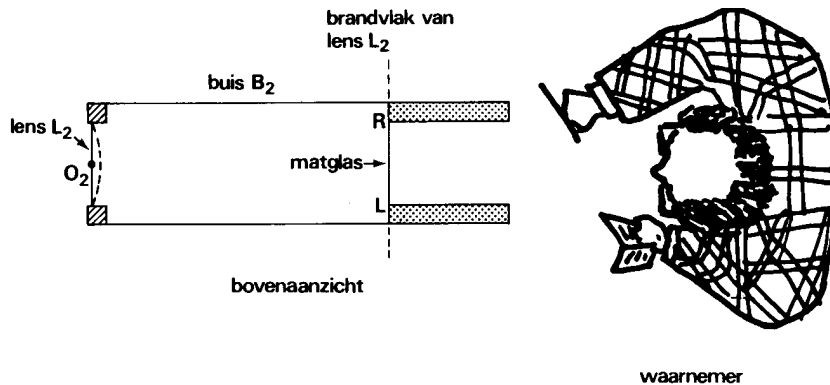 brandvlak van
lens L₂
buis B₂
lens L₂
O₂
R
matglas
L
bovenaanzicht
waarnemer